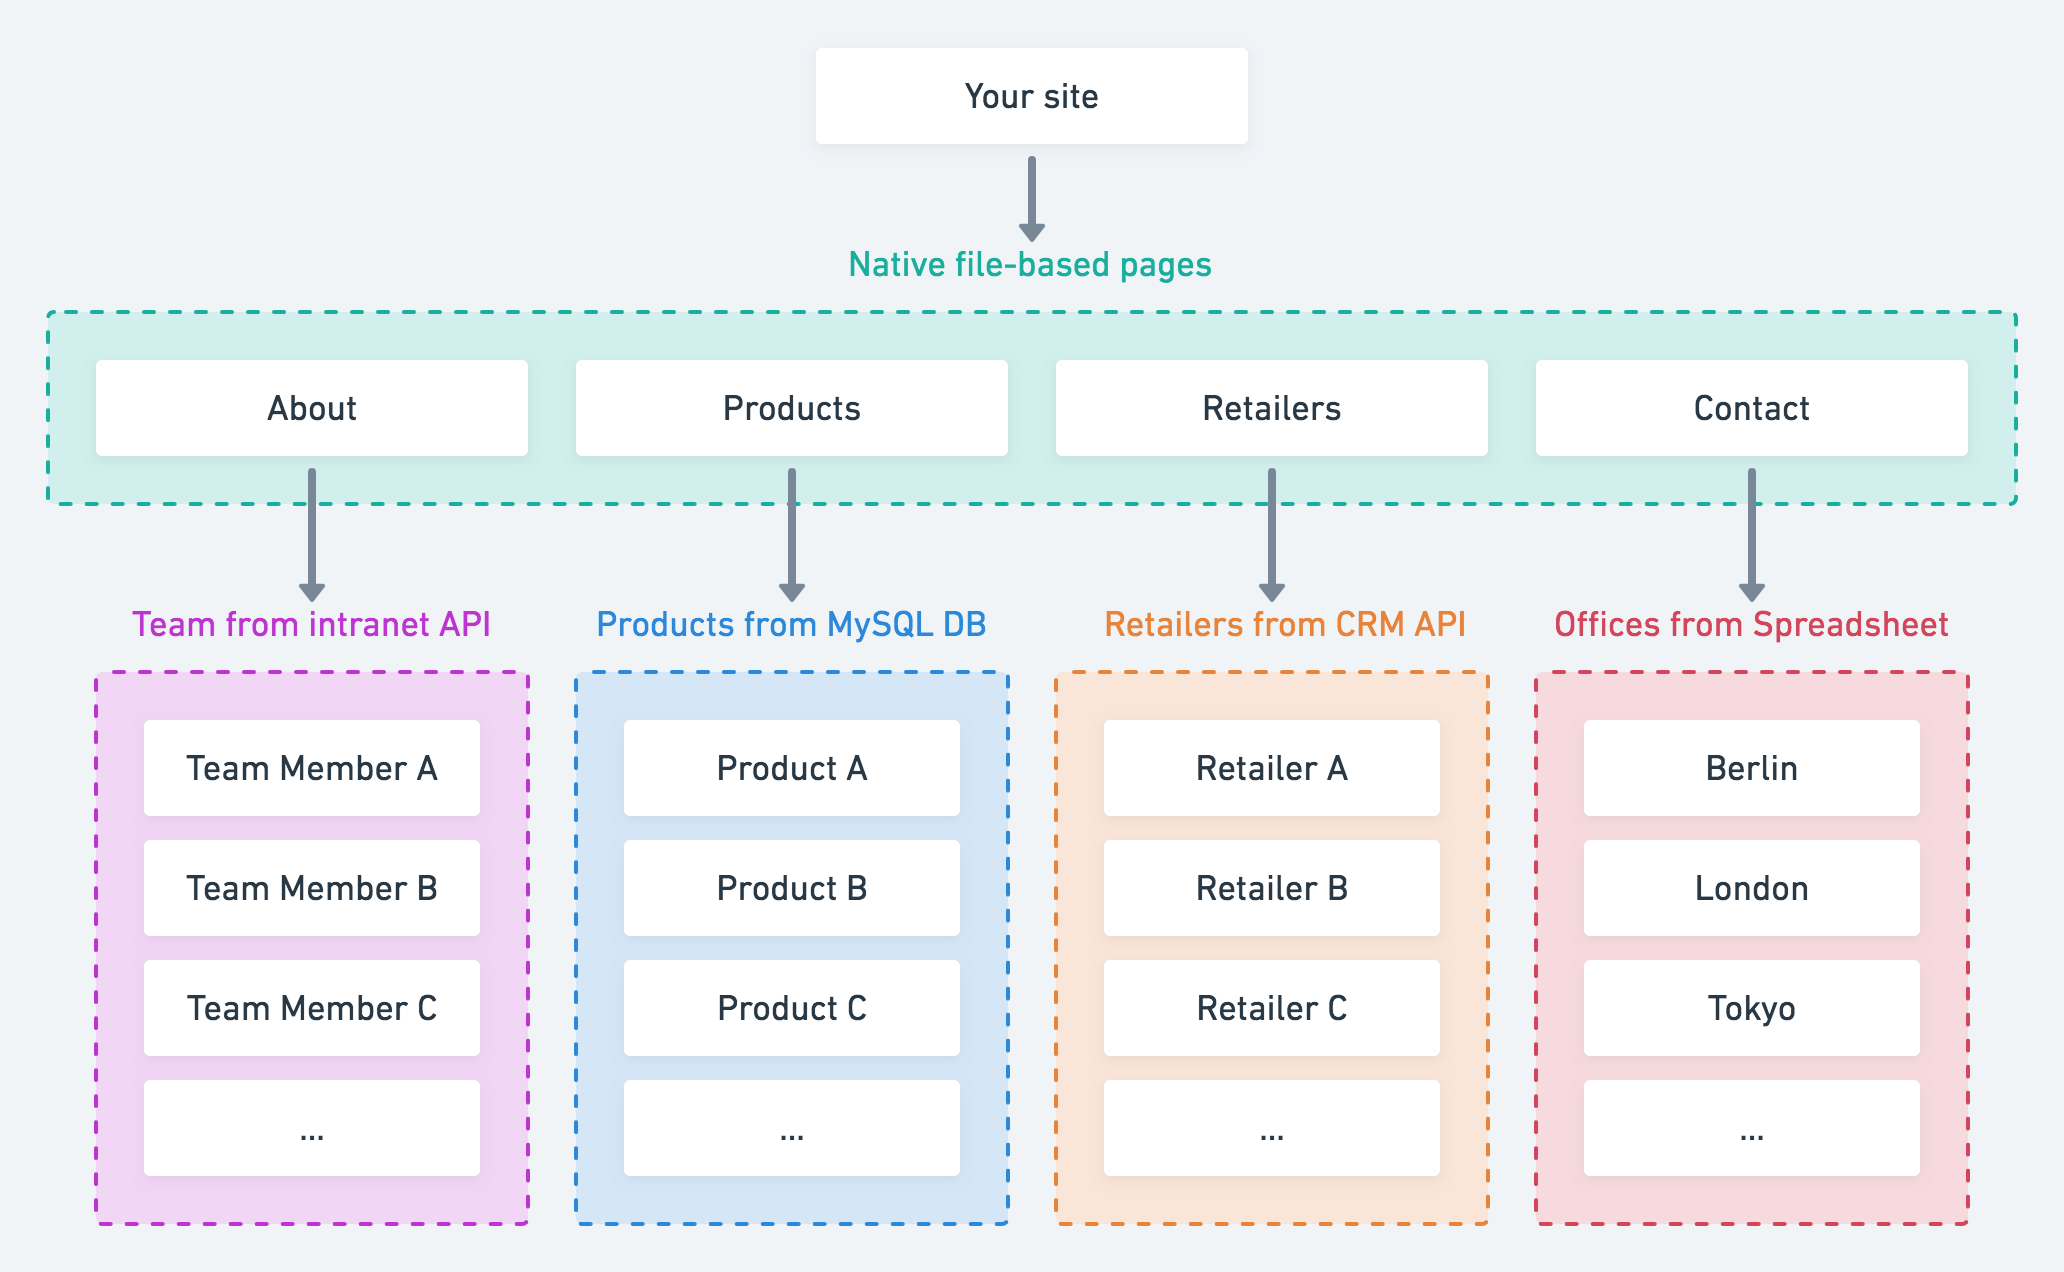 Your site
Native file-based pages
About
Products
Retailers
Contact
Team from intranet API
Products from MySQL DB
Retailers from CRM API
Offices from Spreadsheet
Team Member A
Team Member B
Team Member C
...
Product A
Product B
Product C
...
Retailer A
Retailer B
Retailer C
...
Berlin
London
Tokyo
...